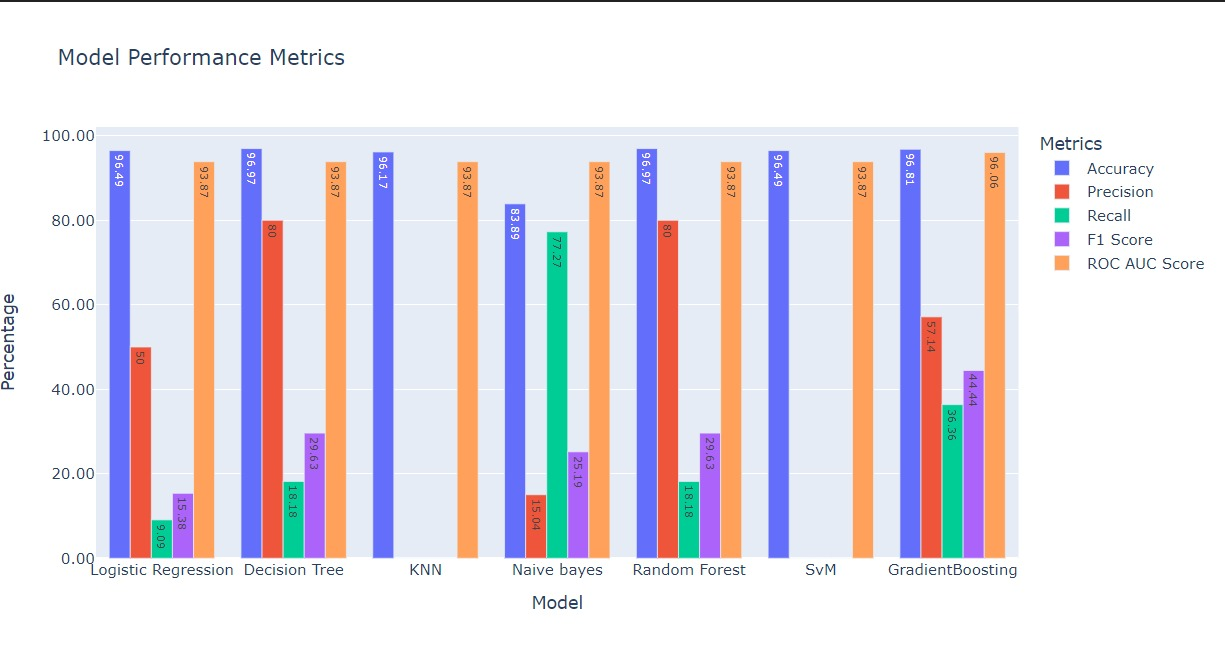 Model Performance Metrics
Metrics
Accuracy
Precision
Recall
F1 Score
ROC AUC Score
Percentage
100.00
80.00
60.00
40.00
20.00
0.00
96.49
50
9.09
15.38
93.87
96.97
80
18.18
29.63
93.87
96.17
93.87
83.89
15.04
77.27
25.19
93.87
96.97
80
18.18
29.63
93.87
96.49
93.87
96.81
57.14
36.36
44.44
96.06
Logistic Regression
Decision Tree
KNN
Naive bayes
Random Forest
SvM
GradientBoosting
Model